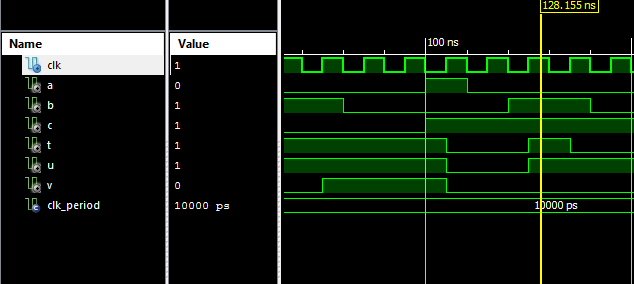 128.155 ns
Name Value
100 ns
clk 1
a 0
b 1
c 1
t 1
u 1
v 0
clk_period 10000 ps 10000 ps